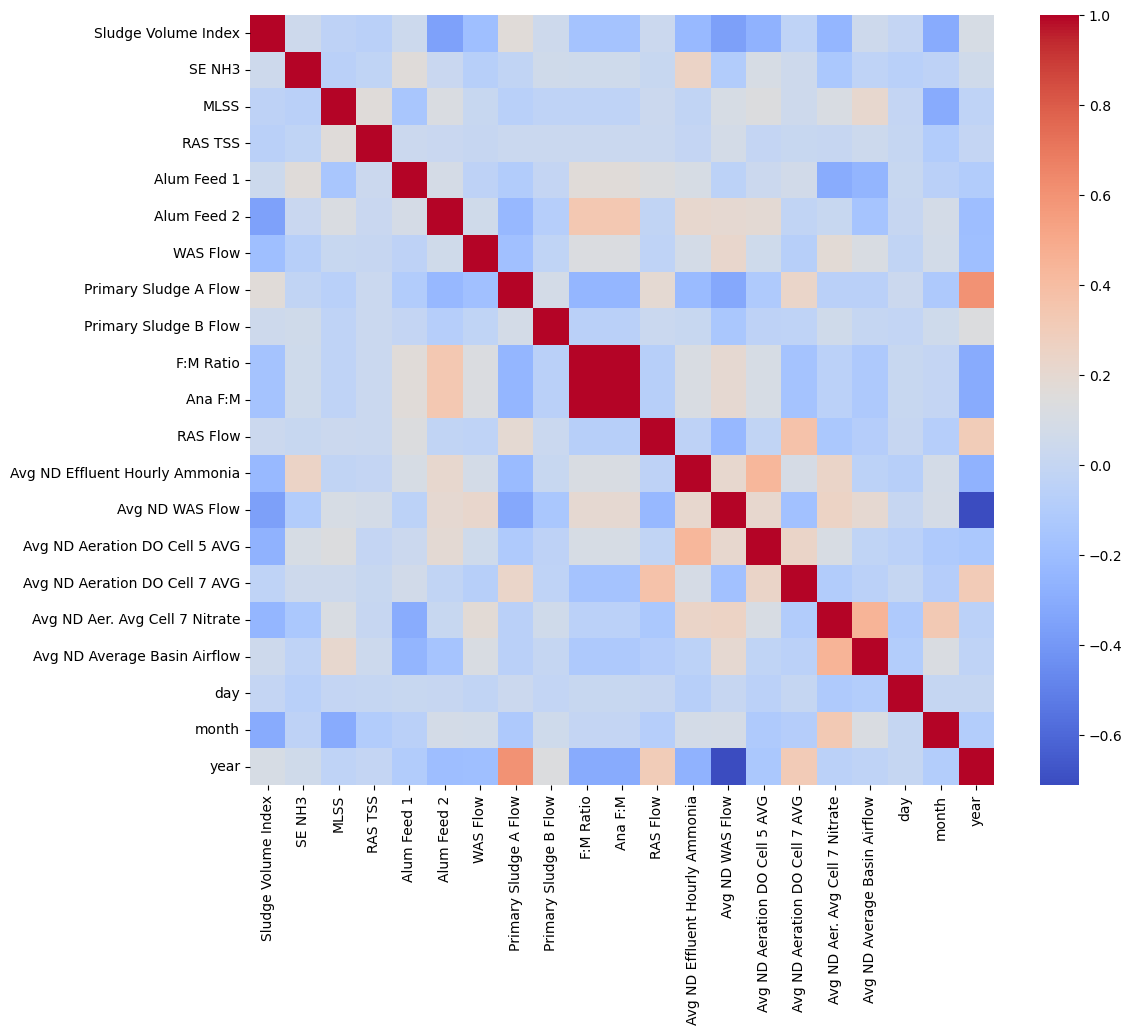 Sludge Volume Index
SE NH3
MLSS
RAS TSS
Alum Feed 1
Alum Feed 2
WAS Flow
Primary Sludge A Flow
Primary Sludge B Flow
F:M Ratio
Ana F:M
RAS Flow
Avg ND Effluent Hourly Ammonia
Avg ND WAS Flow
Avg ND Aeration DO Cell 5 AVG
Avg ND Aeration DO Cell 7 AVG
Avg ND Aer. Avg Cell 7 Nitrate
Avg ND Average Basin Airflow
day
month
year
Sludge Volume Index
SE NH3
MLSS
RAS TSS
Alum Feed 1
Alum Feed 2
WAS Flow
Primary Sludge A Flow
Primary Sludge B Flow
F:M Ratio
Ana F:M
RAS Flow
Avg ND Effluent Hourly Ammonia
Avg ND WAS Flow
Avg ND Aeration DO Cell 5 AVG
Avg ND Aeration DO Cell 7 AVG
Avg ND Aer. Avg Cell 7 Nitrate
Avg ND Average Basin Airflow
day
month
year
1.0
0.8
0.6
0.4
0.2
0.0
−0.2
−0.4
−0.6